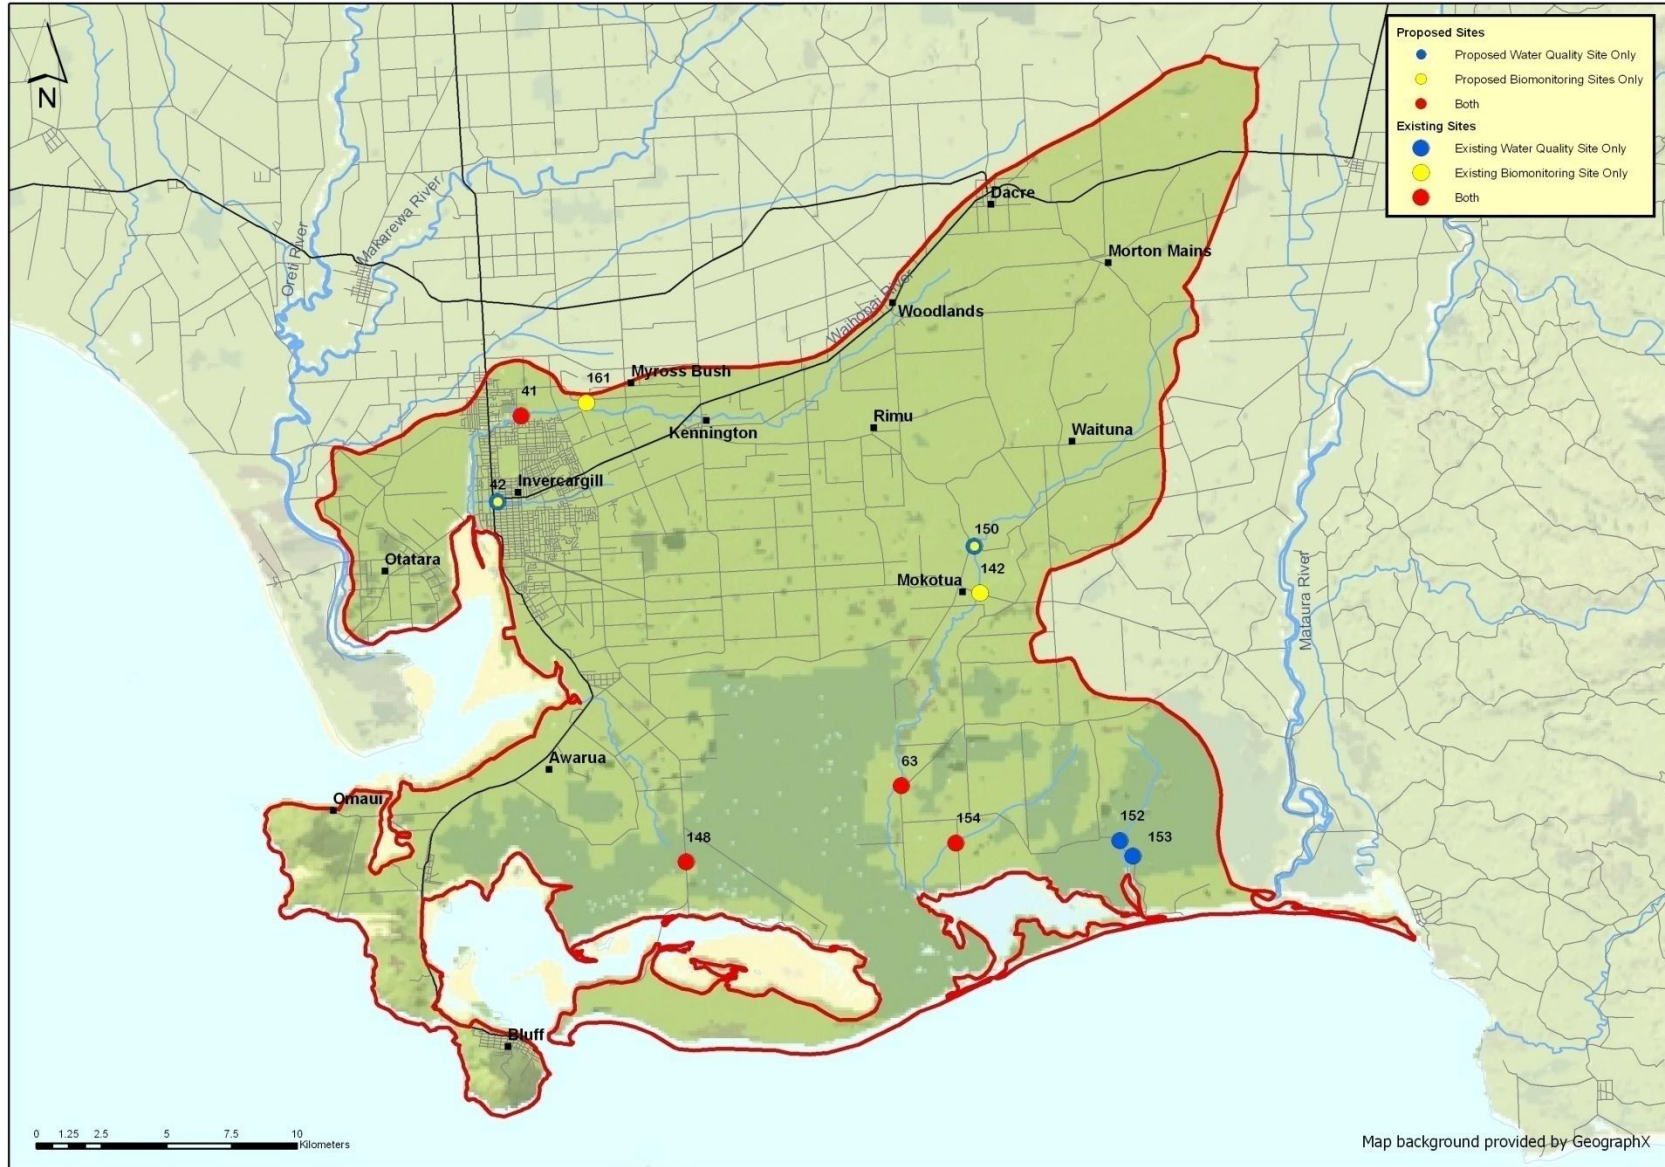 N
Proposed Sites
Proposed Water Quality Site Only
Proposed Biomonitoring Sites Only
Both
Existing Sites
Existing Water Quality Site Only
Existing Biomonitoring Site Only
Both
Oreti River
Makarewa River
Dacre
Morton Mains
Waihopai River
Woodlands
161
Myross Bush
41
Kennington
Rimu
Waituna
42
Invercargill
150
Otatara
142
Mokotua
Mataura River
63
Awarua
Omaui
152
154
153
148
Bluff
0 1.25 2.5 5 7.5 10
Kilometers
Map background provided by GeographX